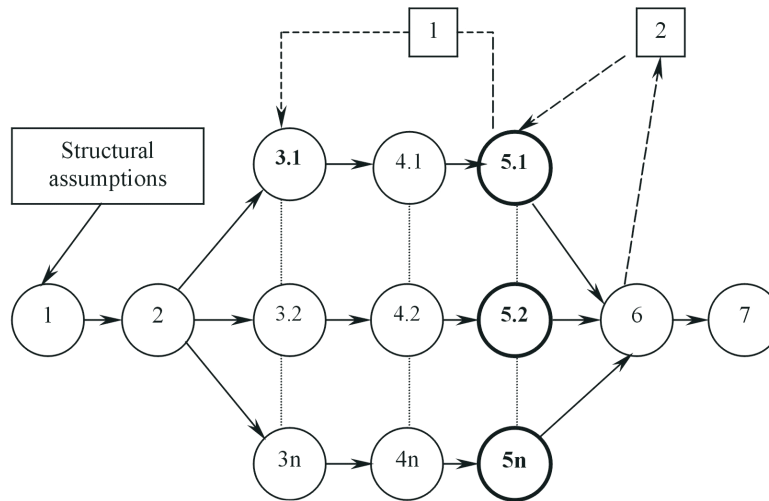 1
2
Structural
assumptions
3.1
4.1
5.1
1
2
3.2
4.2
5.2
6
7
3n
4n
5n